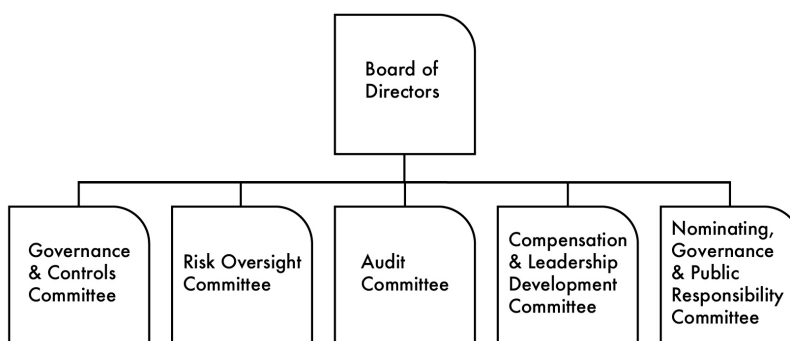 Board of
Directors
Governance
& Controls
Committee
Risk Oversight
Committee
Audit
Committee
Compensation
& Leadership
Development
Committee
Nominating,
Governance
& Public
Responsibility
Committee